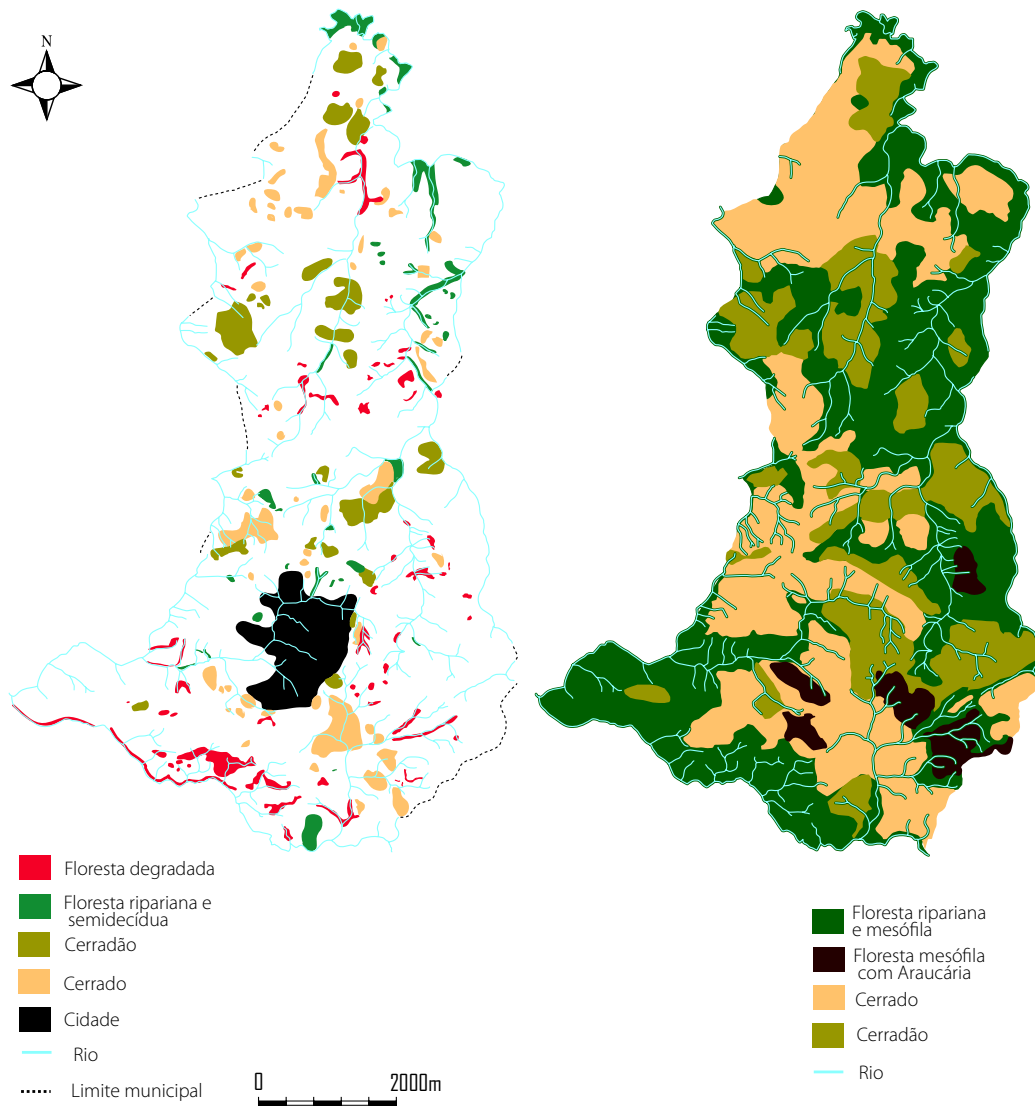 N
Floresta degradada
Floresta ripariana e
semidecídua
Cerradão
Cerrado
Cidade
Rio
Limite municipal
0 2000m
Floresta ripariana
e mesófila
Floresta mesófila
com Araucária
Cerrado
Cerradão
Rio